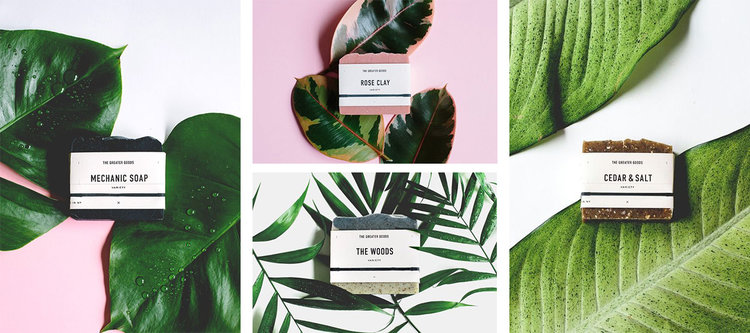 THE GREATER GOODS
MECHANIC SOAP
VARIETY
THE GREATER GOODS
ROSE CLAY
VARIETY
THE GREATER GOODS
THE WOODS
VARIETY
THE GREATER GOODS
CEDAR & SALT
VARIETY